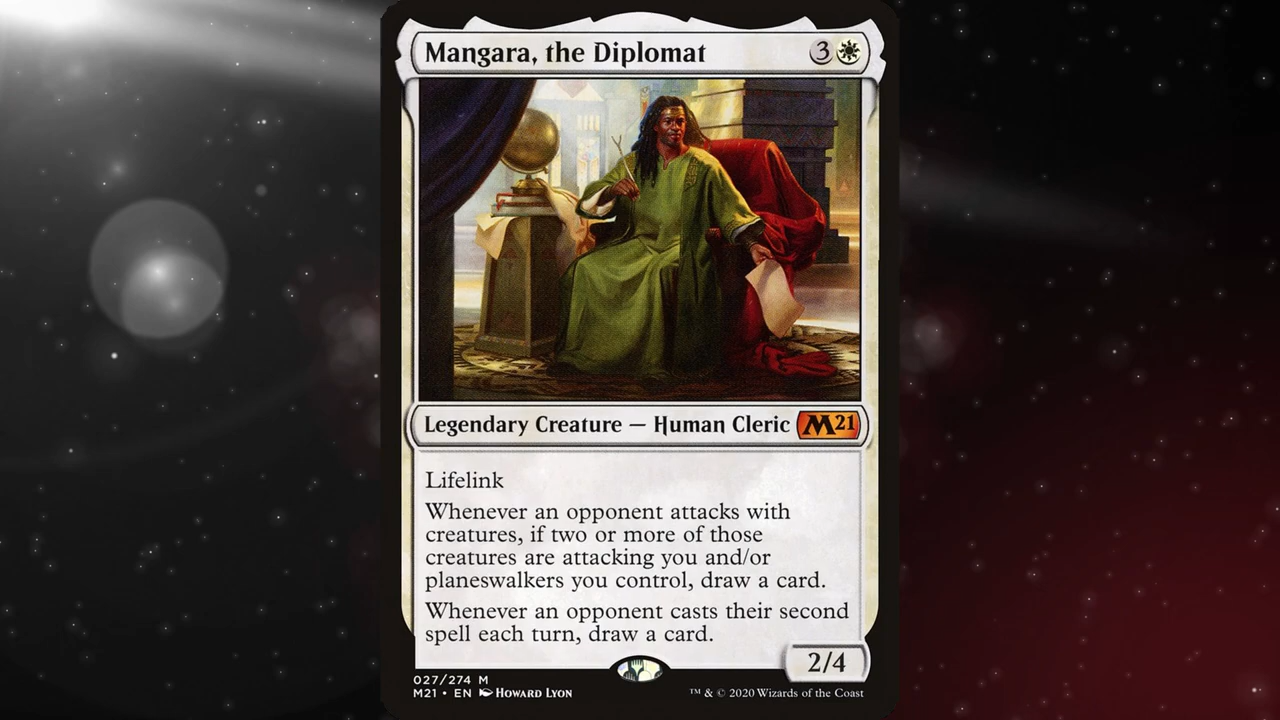 Mangara, the Diplomat 3
Legendary Creature — Human Cleric M21
Lifelink
Whenever an opponent attacks with
creatures, if two or more of those
creatures are attacking you and/or
planeswalkers you control, draw a card.
Whenever an opponent casts their second
spell each turn, draw a card.
2/4
027/274 M
M21 • EN Howard Lyon ™ & © 2020 Wizards of the Coast